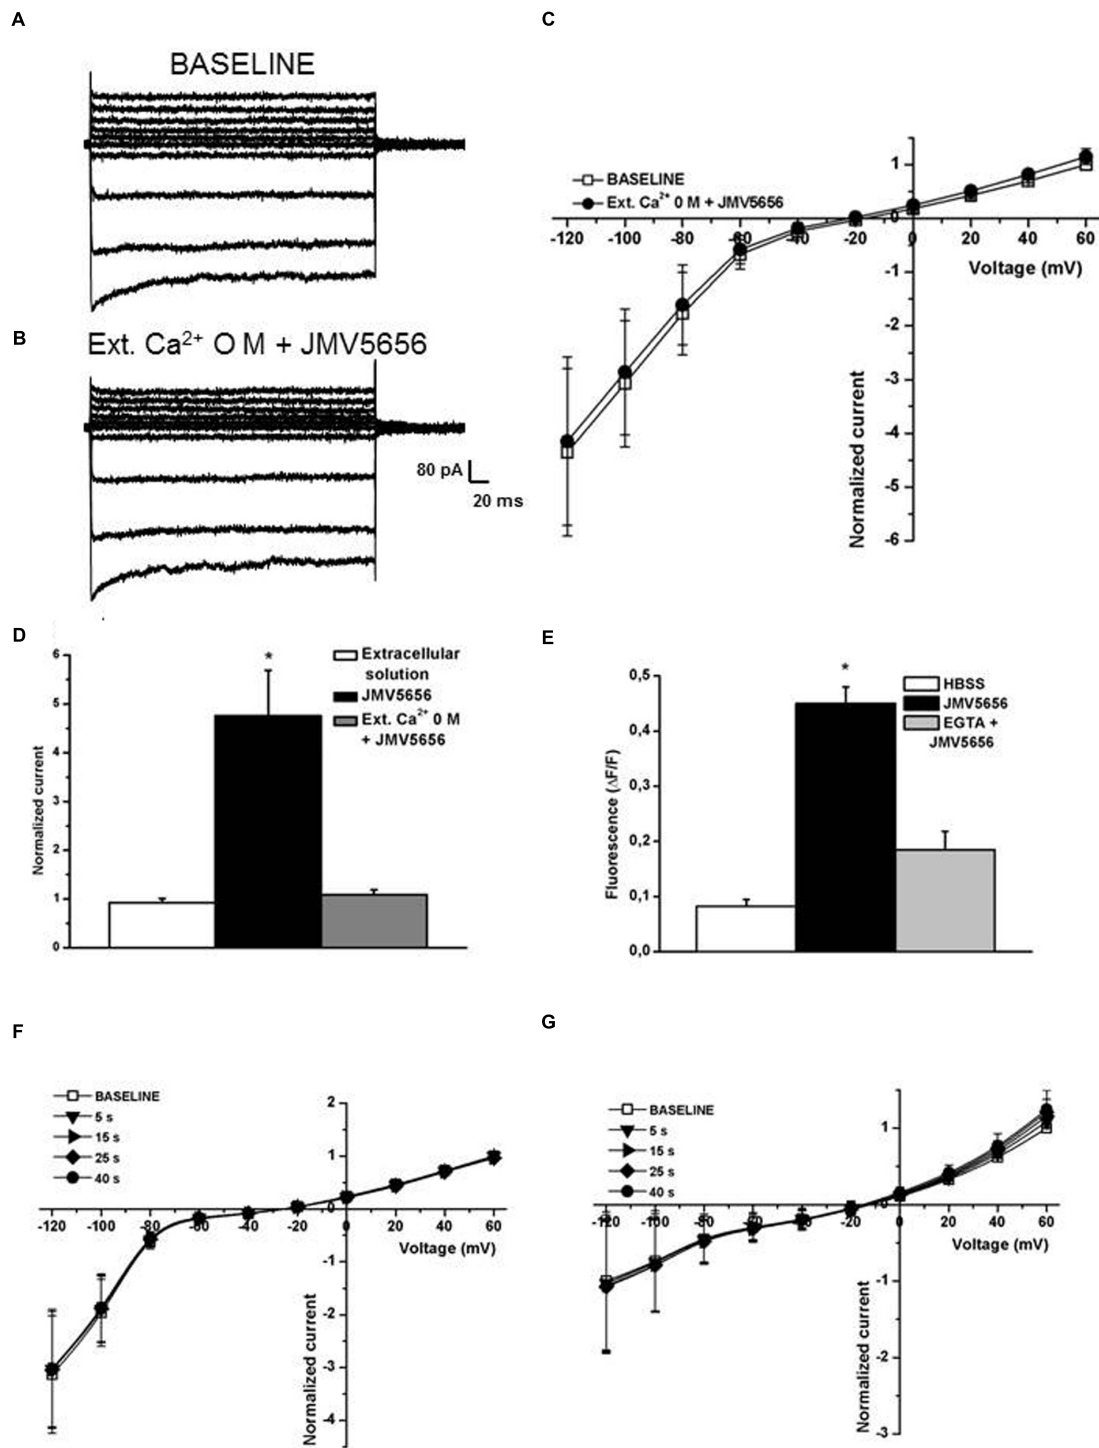 A
BASELINE
B
Ext. Ca²⁺ O M + JMV5656
80 pA
20 ms
C
BASELINE
Ext. Ca²⁺ 0 M + JMV5656
1
0
-1
-2
-3
-4
-5
-6
-120 -100 -80 -60 -40 -20 0 20 40 60
Voltage (mV)
Normalized current
D
6
5
4
3
2
1
0
Normalized current
Extracellular
solution
JMV5656
Ext. Ca²⁺ 0 M
+ JMV5656
*
E
0,5
0,4
0,3
0,2
0,1
0,0
Fluorescence (ΔF/F)
HBSS
JMV5656
EGTA +
JMV5656
*
F
BASELINE
5 s
15 s
25 s
40 s
2
1
0
-1
-2
-3
-4
-120 -100 -80 -60 -40 -20 0 20 40 60
Voltage (mV)
Normalized current
G
BASELINE
5 s
15 s
25 s
40 s
1
0
-1
-2
-3
-120 -100 -80 -60 -40 -20 0 20 40 60
Voltage (mV)
Normalized current